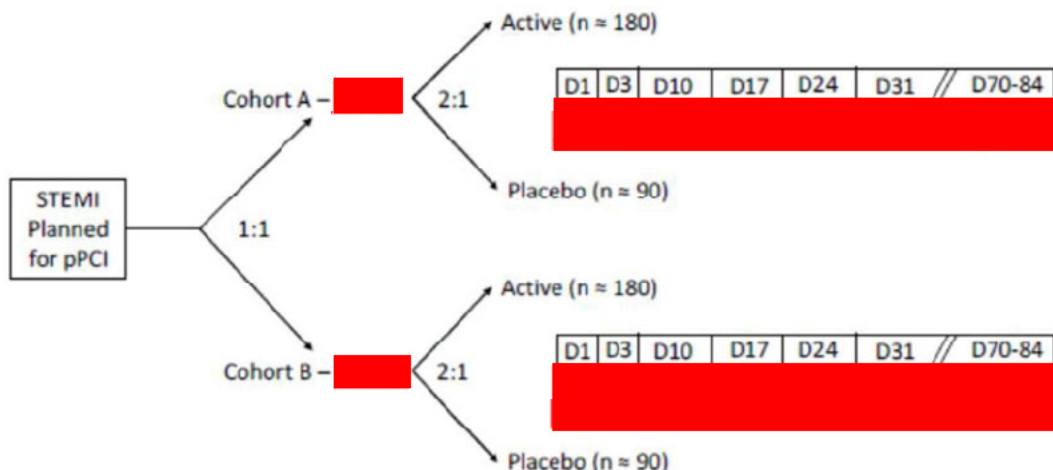 Active (n ≈ 180)
Cohort A –
2:1
D1 D3 D10 D17 D24 D31 // D70-84
Placebo (n ≈ 90)
STEMI
Planned
for pPCI
1:1
Active (n ≈ 180)
Cohort B –
2:1
D1 D3 D10 D17 D24 D31 // D70-84
Placebo (n ≈ 90)